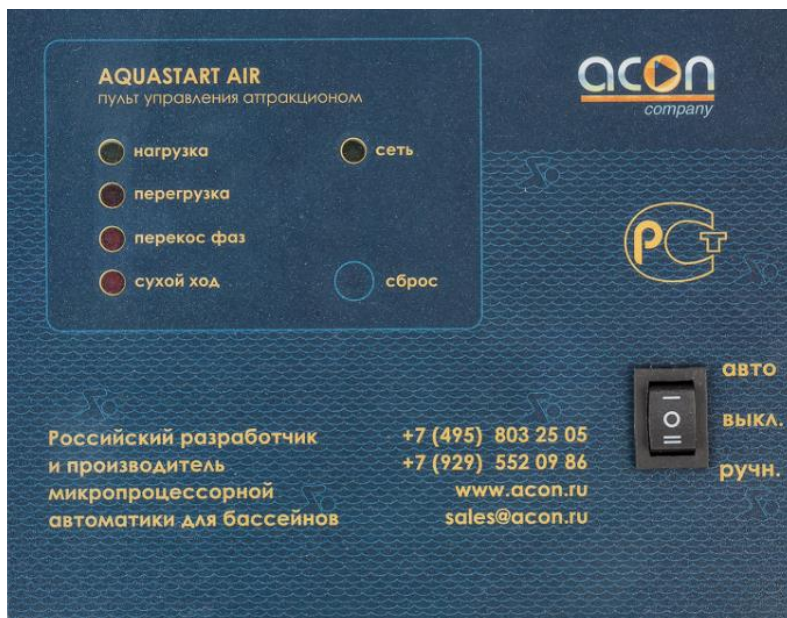 AQUASTART AIR
пульт управления аттракционом
нагрузка
сеть
перегрузка
перекос фаз
сухой ход
сброс
acon
company
РСТ
авто
выкл.
ручн.
I
O
II
Российский разработчик
и производитель
микропроцессорной
автоматики для бассейнов
+7 (495) 803 25 05
+7 (929) 552 09 86
www.acon.ru
sales@acon.ru